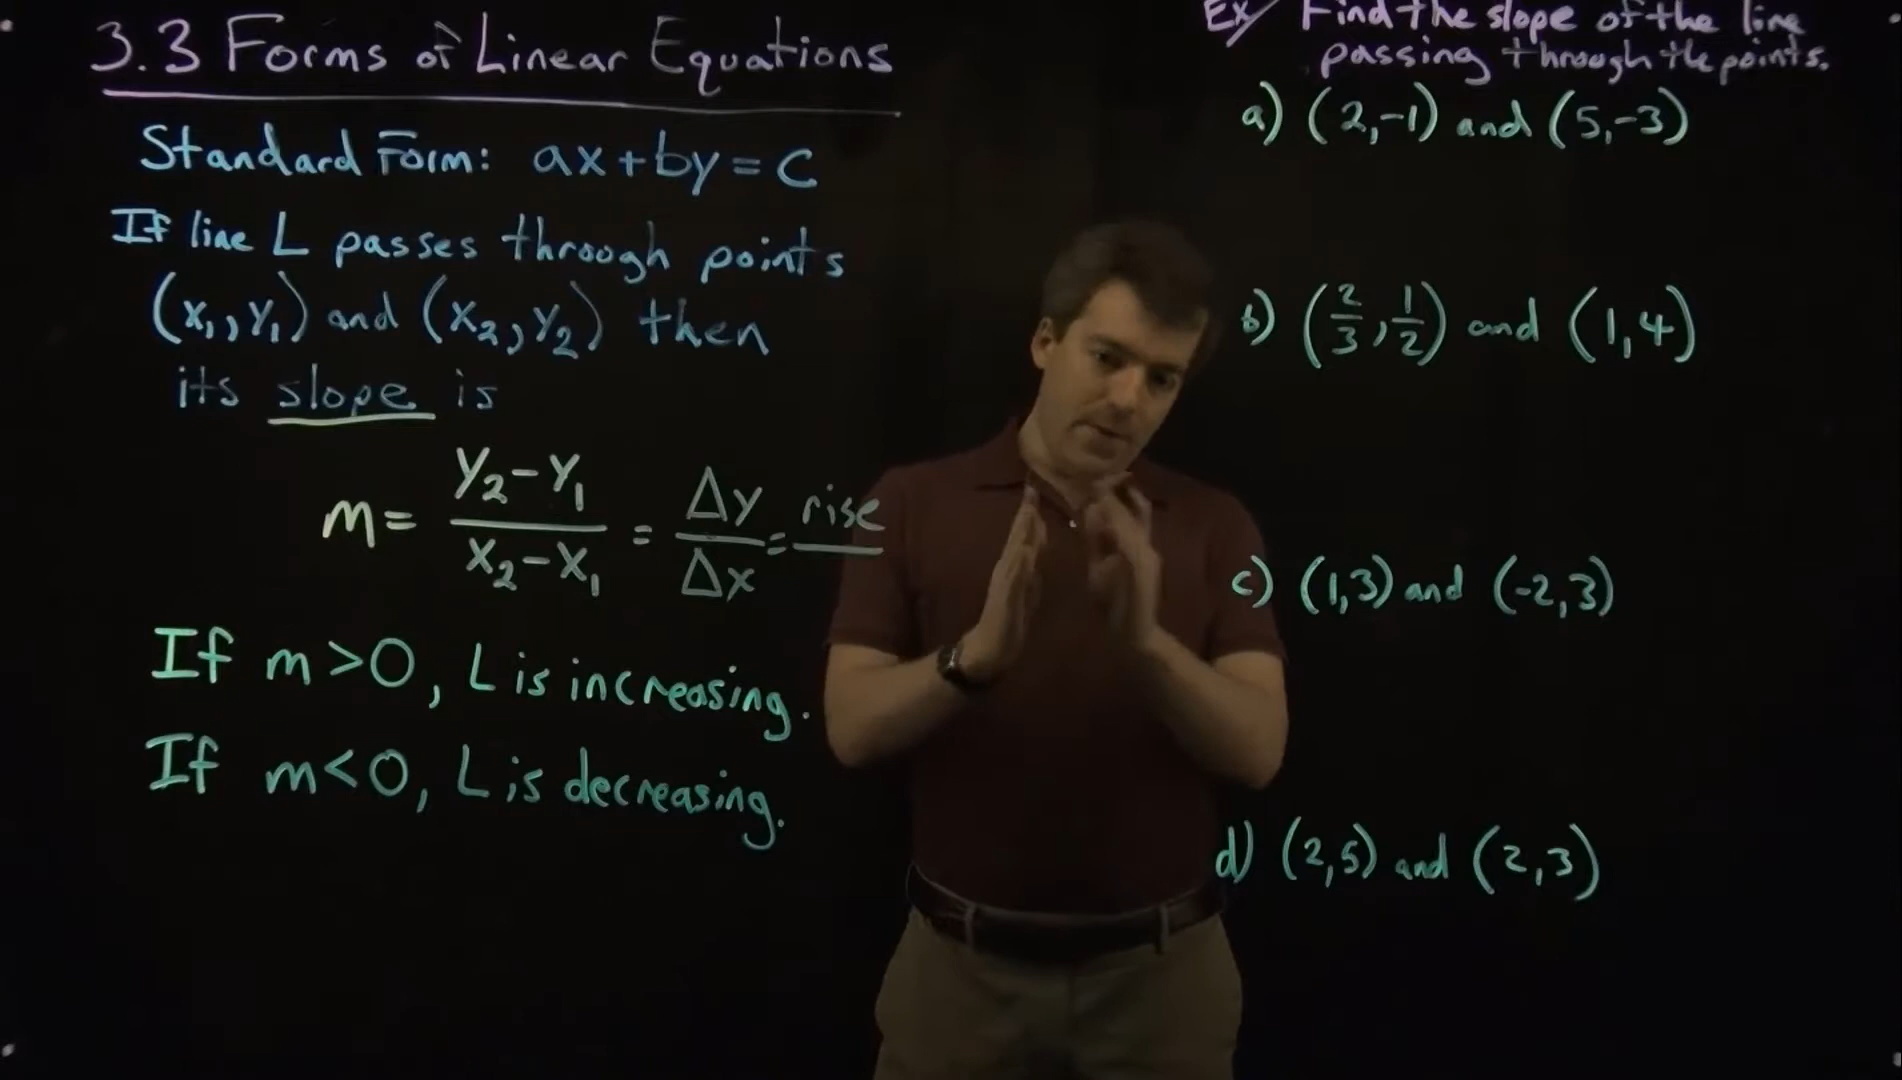 3.3 Forms of Linear Equations
Standard Form: ax+by=c
If line L passes through points
(x₁,y₁) and (x₂,y₂) then
its slope is
m= y₂-y₁ / x₂-x₁ = Δy / Δx = rise
If m>0, L is increasing.
If m<0, L is decreasing.
Ex/ Find the slope of the line
passing through the points.
a) (2,-1) and (5,-3)
b) (2/3, 1/2) and (1,4)
c) (1,3) and (-2,3)
d) (2,5) and (2,3)